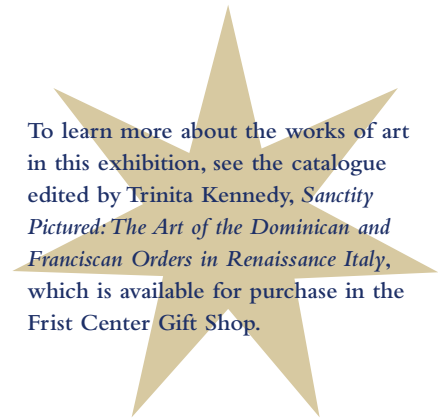 To learn more about the works of art
in this exhibition, see the catalogue
edited by Trinita Kennedy, Sanctity
Pictured: The Art of the Dominican and
Franciscan Orders in Renaissance Italy,
which is available for purchase in the
Frist Center Gift Shop.